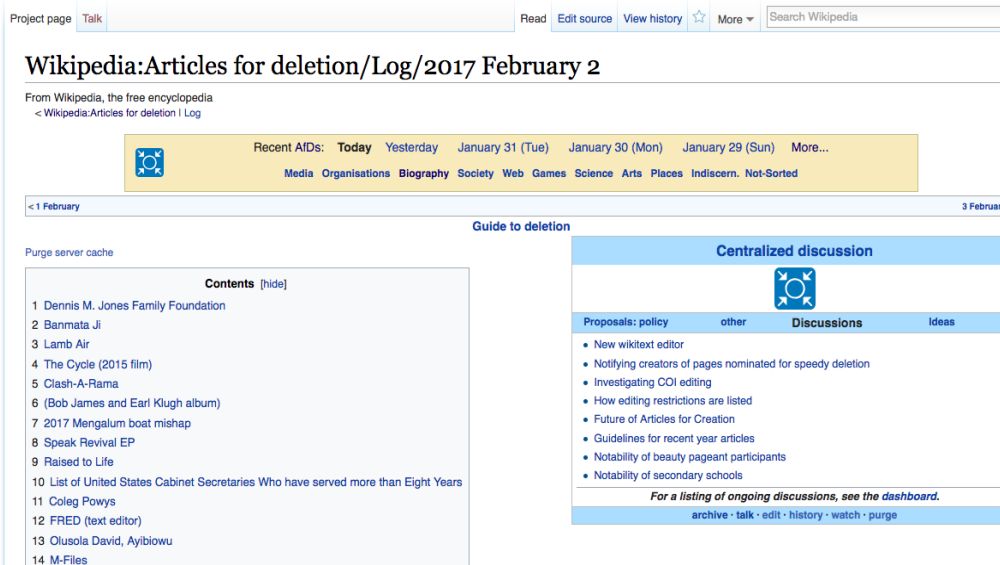 Project page Talk Read Edit source View history More Search Wikipedia
Wikipedia:Articles for deletion/Log/2017 February 2
From Wikipedia, the free encyclopedia
< Wikipedia:Articles for deletion | Log
Recent AfDs: Today Yesterday January 31 (Tue) January 30 (Mon) January 29 (Sun) More...
Media Organisations Biography Society Web Games Science Arts Places Indiscern. Not-Sorted
< 1 February 3 Februar
Guide to deletion
Purge server cache
Contents [hide]
1 Dennis M. Jones Family Foundation
2 Banmata Ji
3 Lamb Air
4 The Cycle (2015 film)
5 Clash-A-Rama
6 (Bob James and Earl Klugh album)
7 2017 Mengalum boat mishap
8 Speak Revival EP
9 Raised to Life
10 List of United States Cabinet Secretaries Who have served more than Eight Years
11 Coleg Powys
12 FRED (text editor)
13 Olusola David, Ayibiowu
14 M-Files
Centralized discussion
Proposals: policy other Discussions Ideas
• New wikitext editor
• Notifying creators of pages nominated for speedy deletion
• Investigating COI editing
• How editing restrictions are listed
• Future of Articles for Creation
• Guidelines for recent year articles
• Notability of beauty pageant participants
• Notability of secondary schools
For a listing of ongoing discussions, see the dashboard.
archive · talk · edit · history · watch · purge